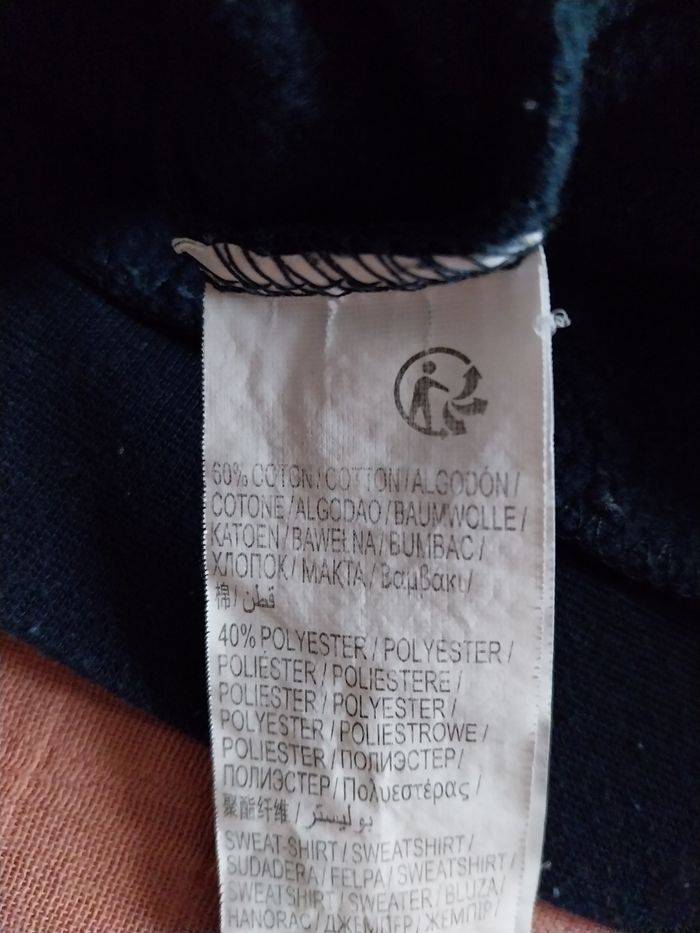 60% COTON / COTTON / ALGODÓN /
COTONE / ALGODAO / BAUMWOLLE /
KATOEN / BAWEŁNA / BUMBAC /
ХЛОПОК / МАКТА / Βαμβάκι /
棉 / قطن
40% POLYESTER / POLYESTER /
POLIESTER / POLIESTERE /
POLIESTER / POLYESTER /
POLYESTER / POLIESTROWE /
POLIESTER / ПОЛИЭСТЕР /
ПОЛИЭСТЕР / Πολυεστέρας /
聚酯纤维 / بوليستر /
SWEAT-SHIRT / SWEATSHIRT /
SUDADERA / FELPA / SWEATSHIRT /
SWEATSHIRT / SWEATER / BLUZA /
HANORAC / ДЖЕМПЕР / ЖЕМПІР /